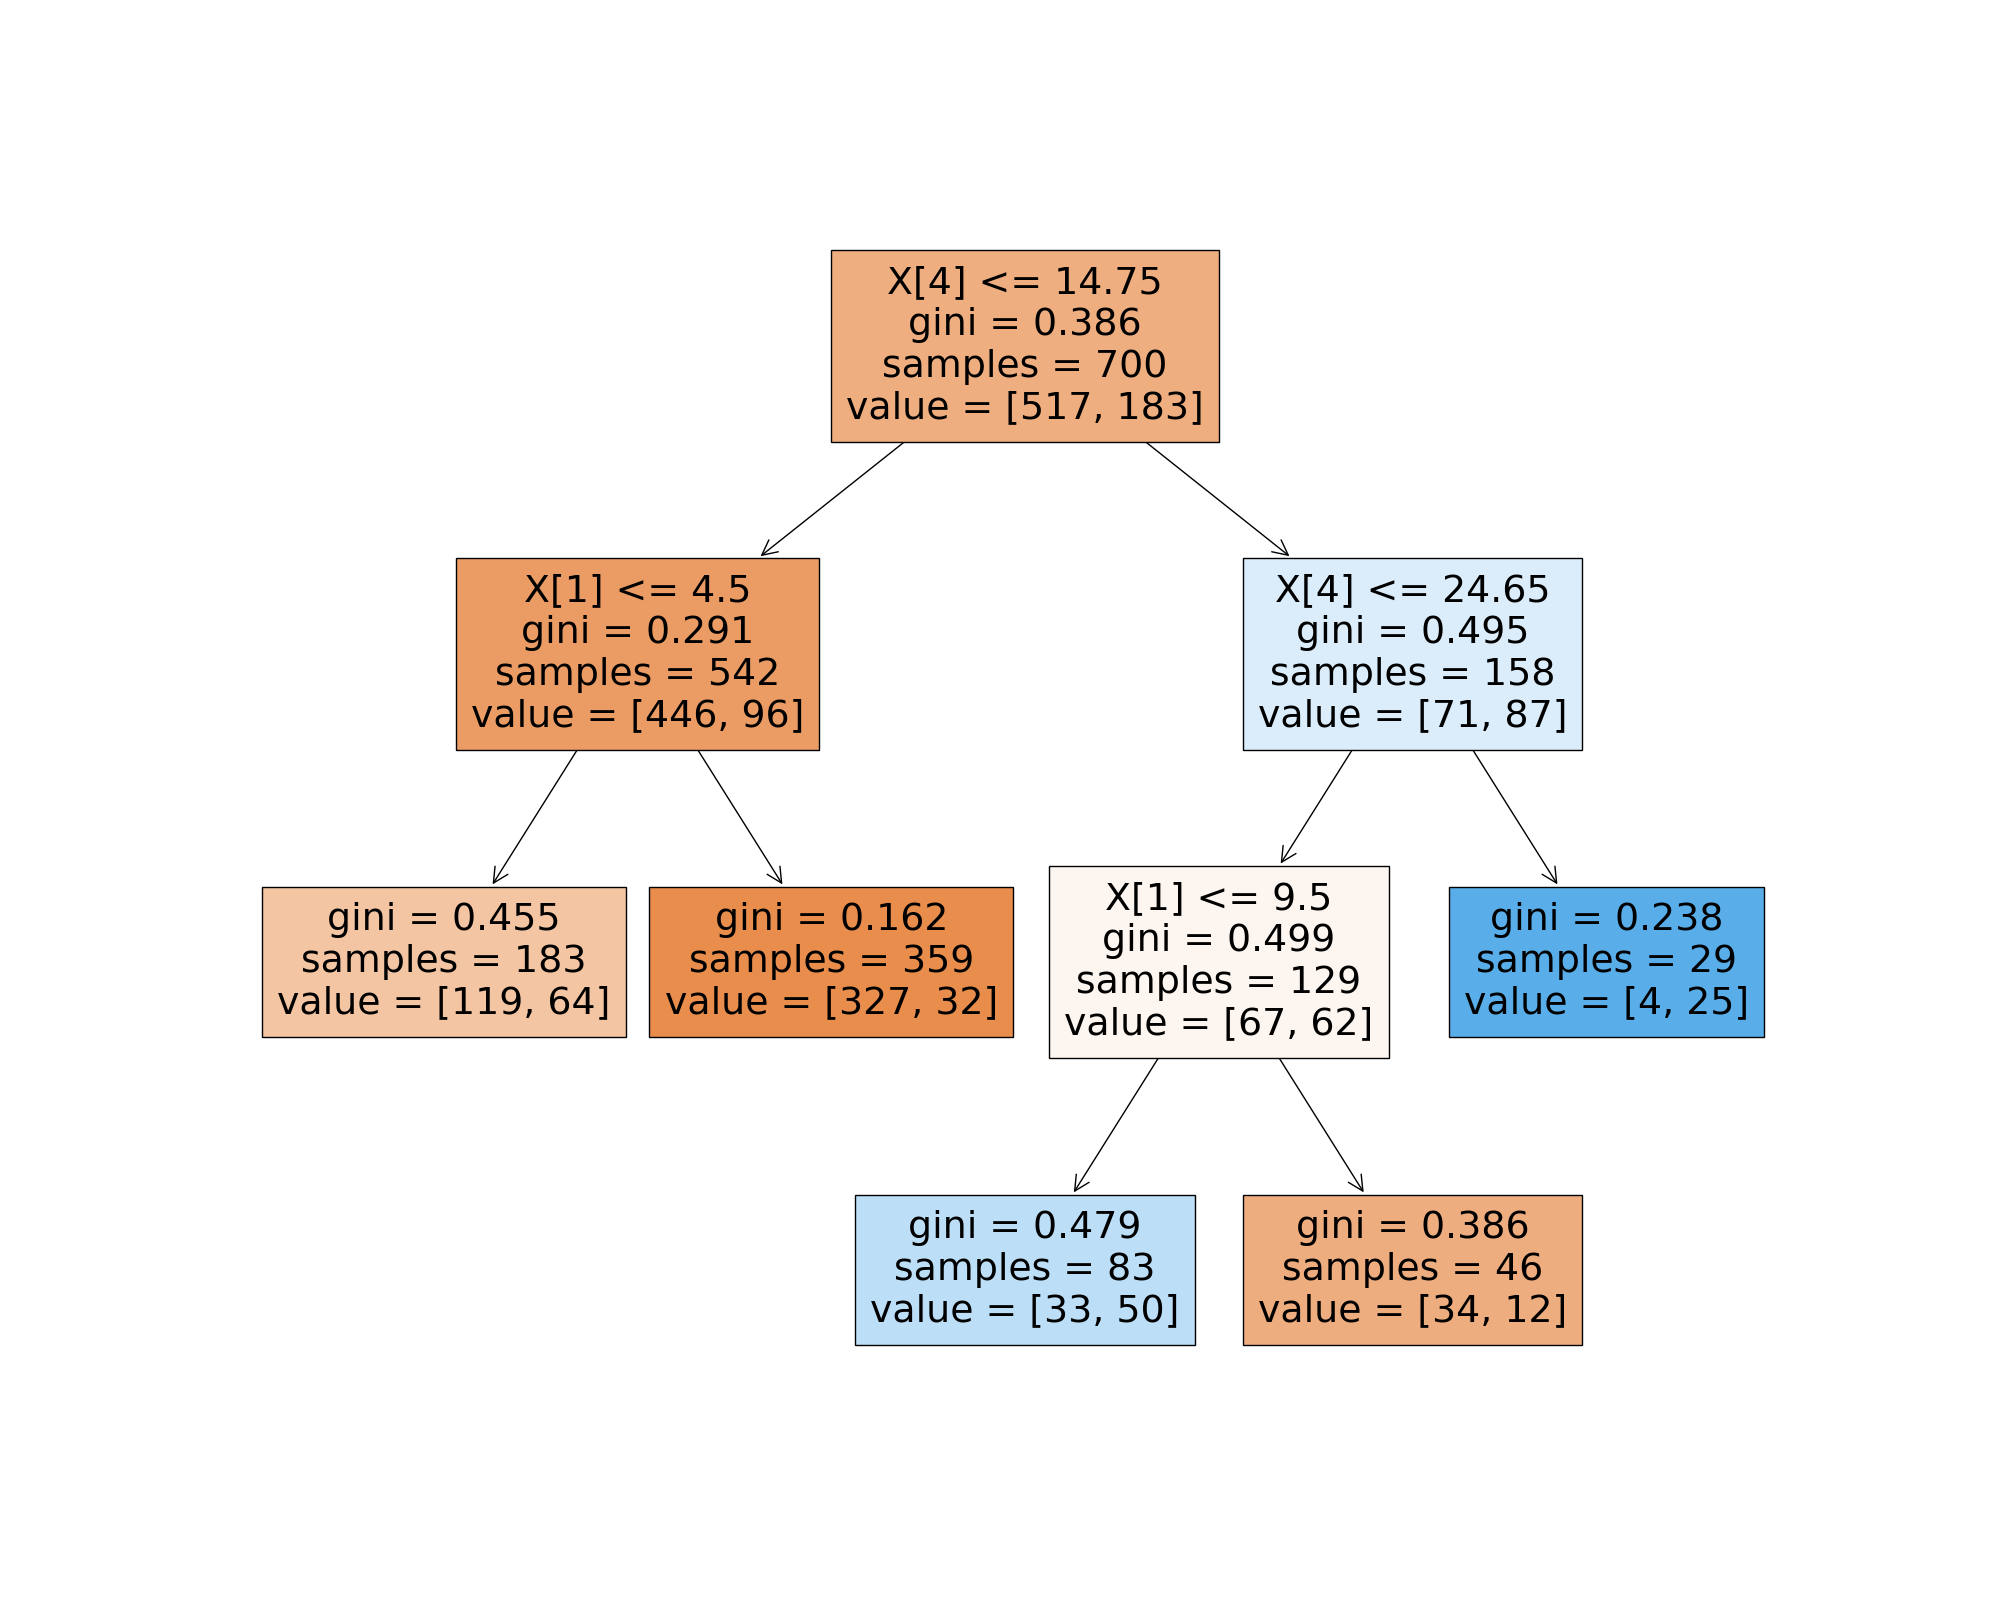 X[4] <= 14.75
gini = 0.386
samples = 700
value = [517, 183]
X[1] <= 4.5
gini = 0.291
samples = 542
value = [446, 96]
X[4] <= 24.65
gini = 0.495
samples = 158
value = [71, 87]
gini = 0.455
samples = 183
value = [119, 64]
gini = 0.162
samples = 359
value = [327, 32]
X[1] <= 9.5
gini = 0.499
samples = 129
value = [67, 62]
gini = 0.238
samples = 29
value = [4, 25]
gini = 0.479
samples = 83
value = [33, 50]
gini = 0.386
samples = 46
value = [34, 12]